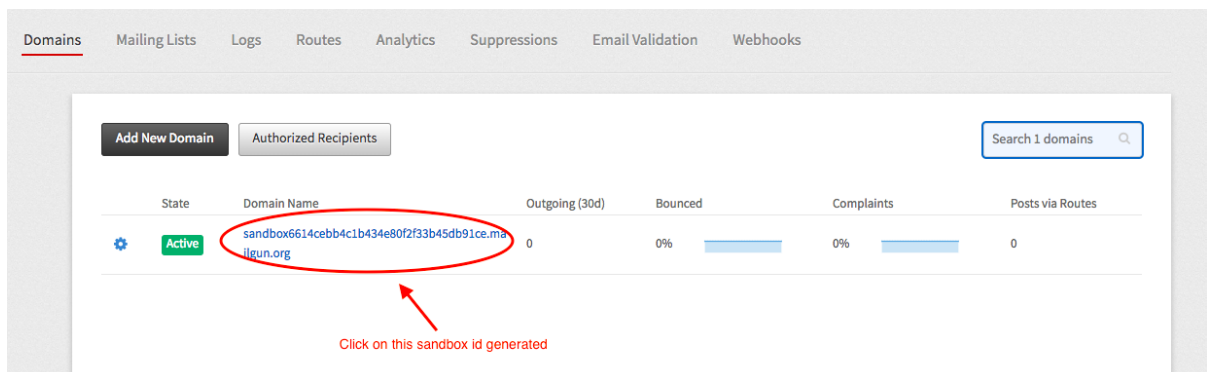 Domains Mailing Lists Logs Routes Analytics Suppressions Email Validation Webhooks
Add New Domain Authorized Recipients Search 1 domains
State Domain Name Outgoing (30d) Bounced Complaints Posts via Routes
Active sandbox6614cebb4c1b434e80f2f33b45db91ce.ma 0 0% 0% 0
ilgun.org
Click on this sandbox id generated